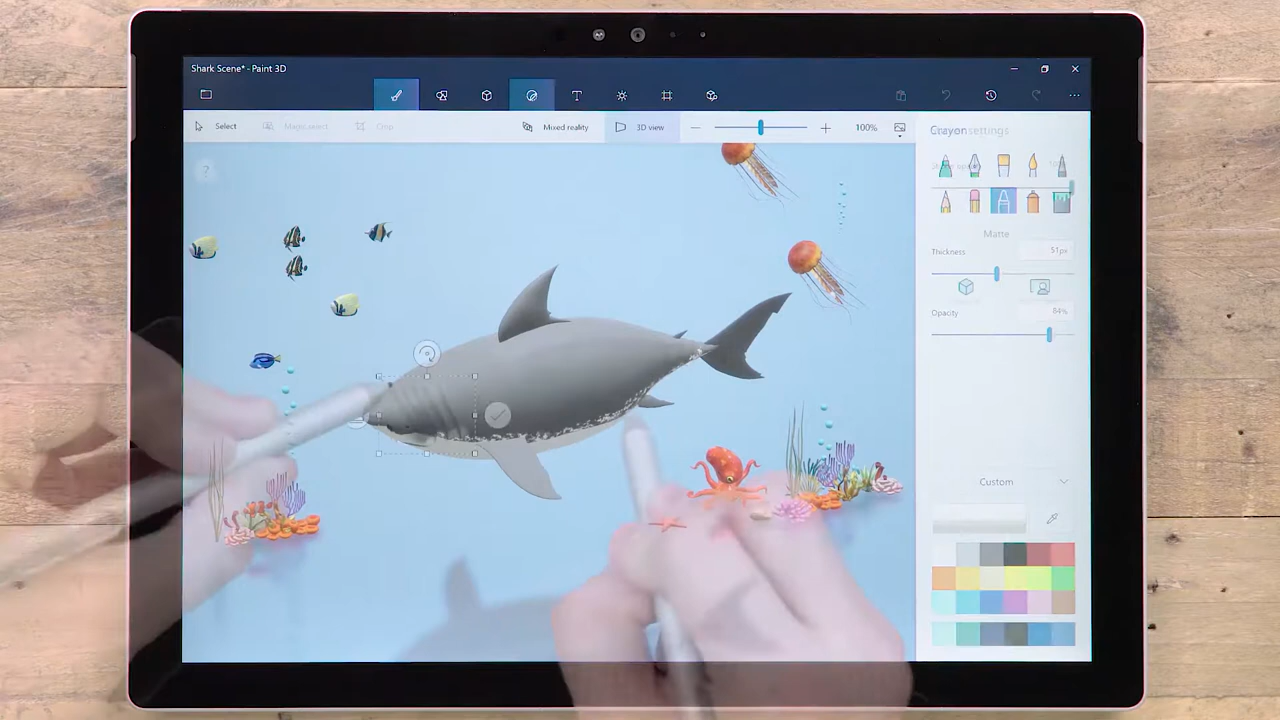 Shark Scene* - Paint 3D
Select
Magic select
Crop
Mixed reality
3D view
100%
Crayon settings
?
Matte
Thickness
51px
Opacity
84%
Custom